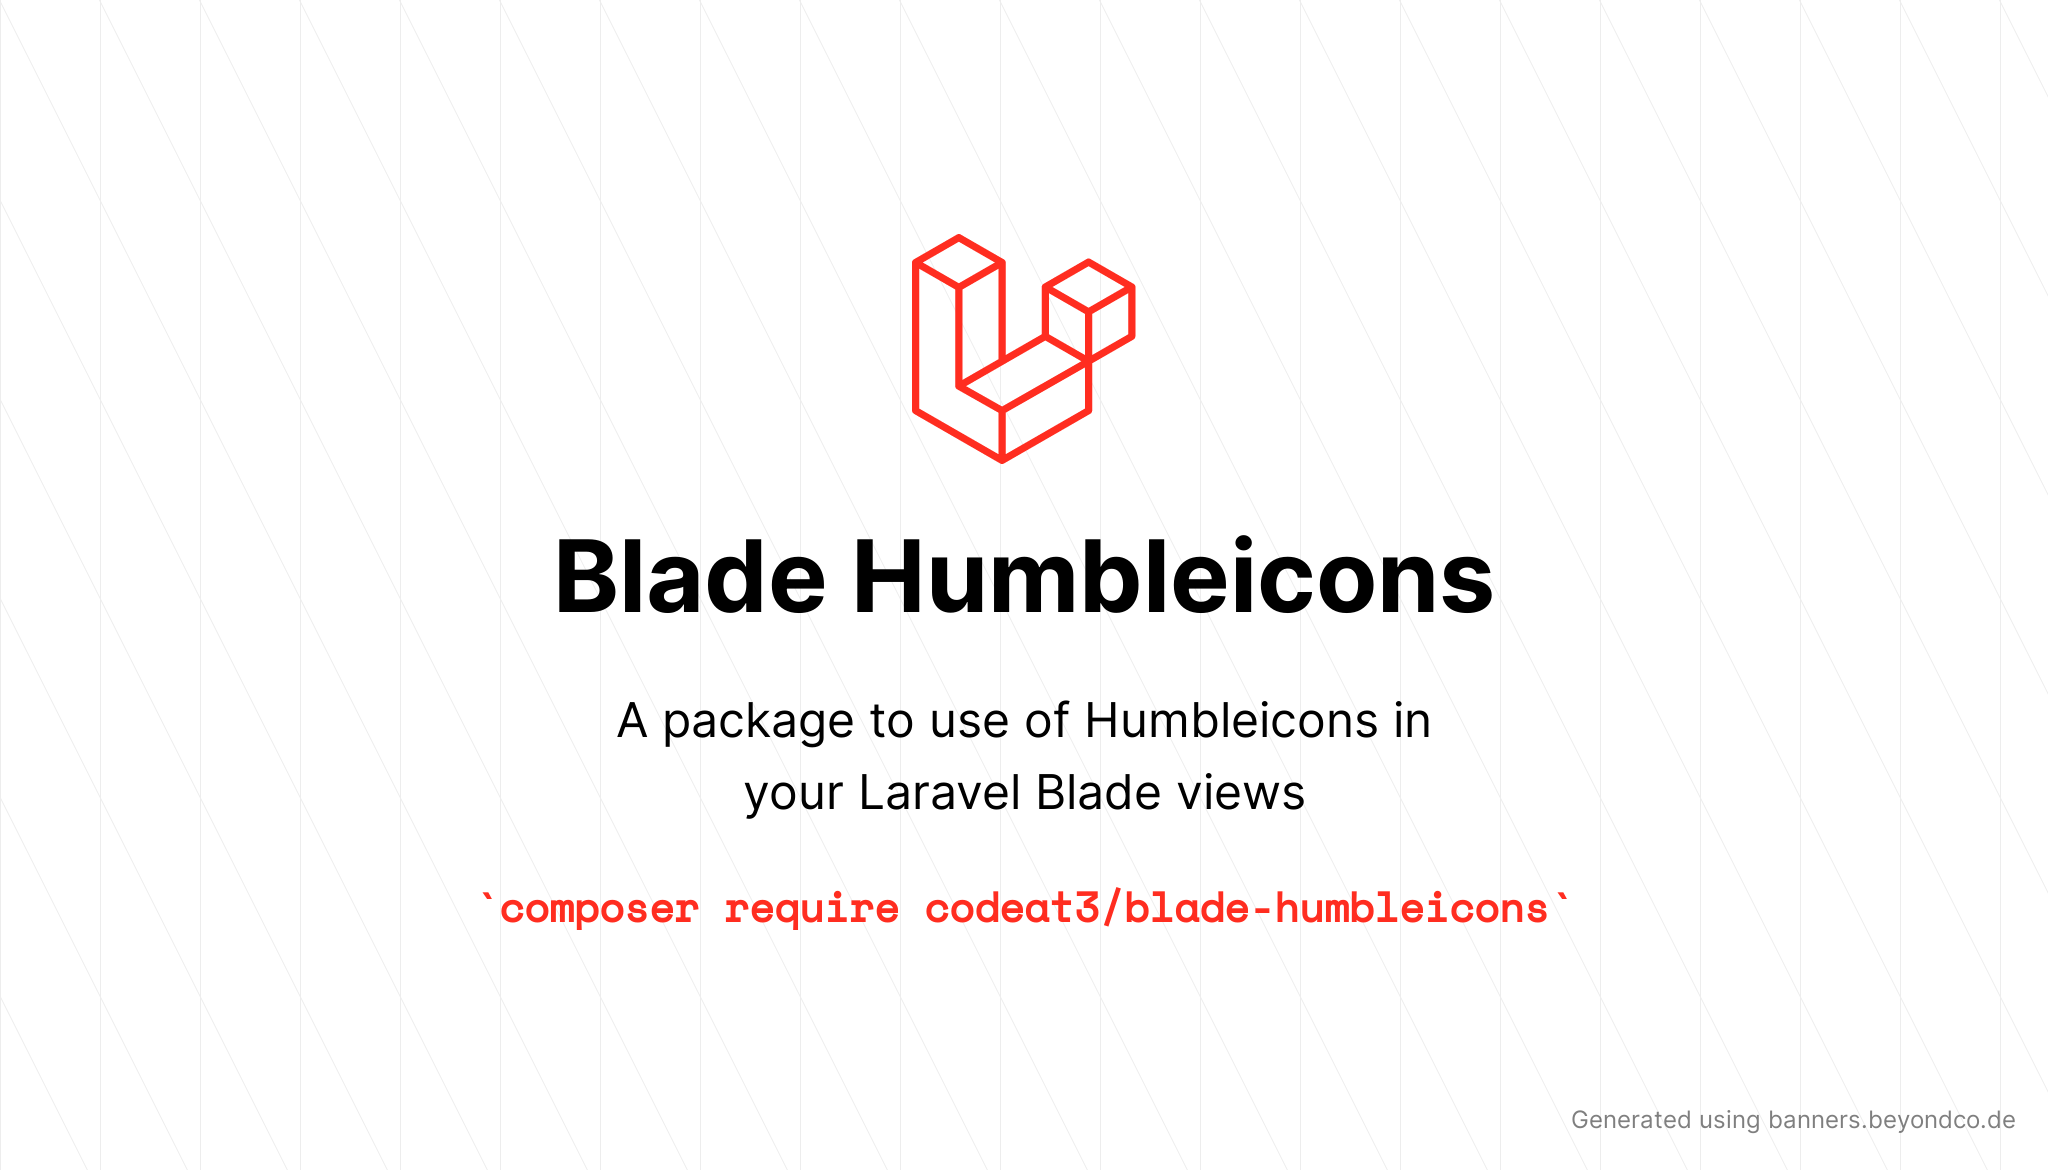 Blade Humbleicons
A package to use of Humbleicons in
your Laravel Blade views
`composer require codeat3/blade-humbleicons`
Generated using banners.beyondco.de